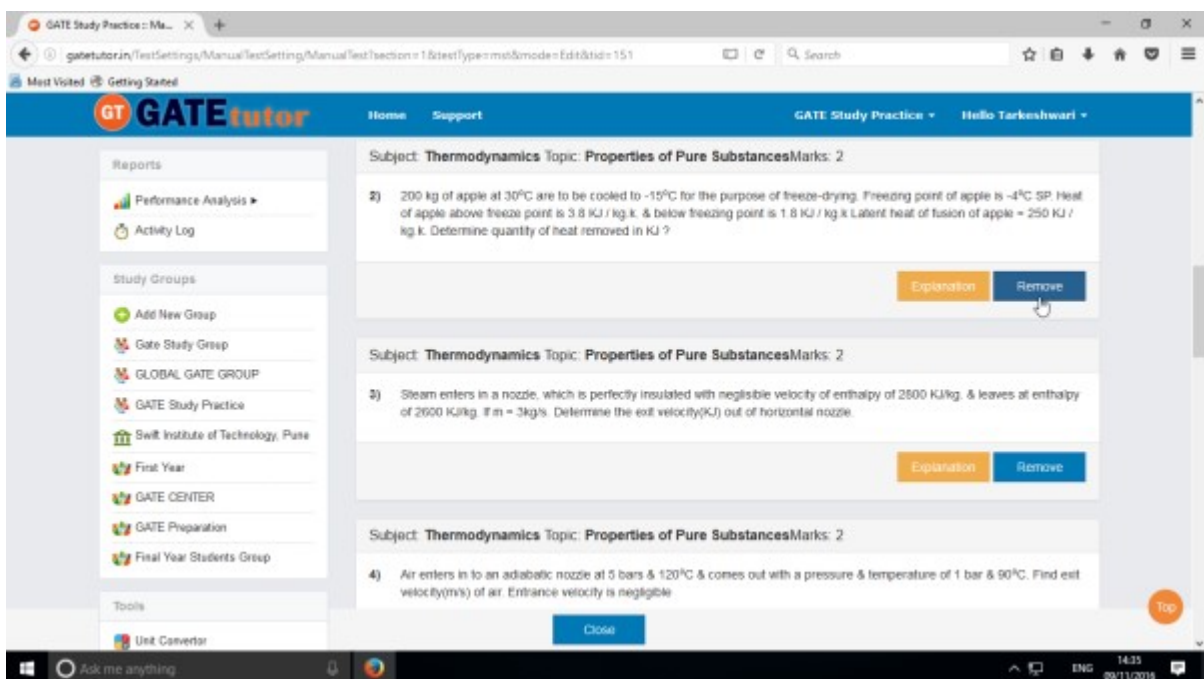 GATE Study Practice :: Ma...
gatetutor.in/TestSettings/ManualTestSetting/ManualTest?section=1&testType=mst&mode=Edit&tid=151
Search
Most Visited
Getting Started
GT GATEtutor
Home
Support
GATE Study Practice
Hello Tarkeshwari
Reports
Performance Analysis
Activity Log
Study Groups
Add New Group
Gate Study Group
GLOBAL GATE GROUP
GATE Study Practice
Swift Institute of Technology, Pune
First Year
GATE CENTER
GATE Preparation
Final Year Students Group
Tools
Unit Convertor
Subject: Thermodynamics Topic: Properties of Pure SubstancesMarks: 2
2) 200 kg of apple at 30⁰C are to be cooled to -15⁰C for the purpose of freeze-drying. Freezing point of apple is -4⁰C SP. Heat
of apple above freeze point is 3.8 KJ / kg.k. & below freezing point is 1.8 KJ / kg.k Latent heat of fusion of apple = 250 KJ /
kg.k. Determine quantity of heat removed in KJ ?
Explanation
Remove
Subject: Thermodynamics Topic: Properties of Pure SubstancesMarks: 2
3) Steam enters in a nozzle, which is perfectly insulated with neglisible velocity of enthalpy of 2800 KJ/kg. & leaves at enthalpy
of 2600 KJ/kg. If m = 3kg/s. Determine the exit velocity(KJ) out of horizontal nozzle.
Explanation
Remove
Subject: Thermodynamics Topic: Properties of Pure SubstancesMarks: 2
4) Air enters in to an adiabatic nozzle at 5 bars & 120⁰C & comes out with a pressure & temperature of 1 bar & 90⁰C. Find exit
velocity(m/s) of air. Entrance velocity is negligible
Close
Top
Ask me anything
ENG
14:35
09/11/2016